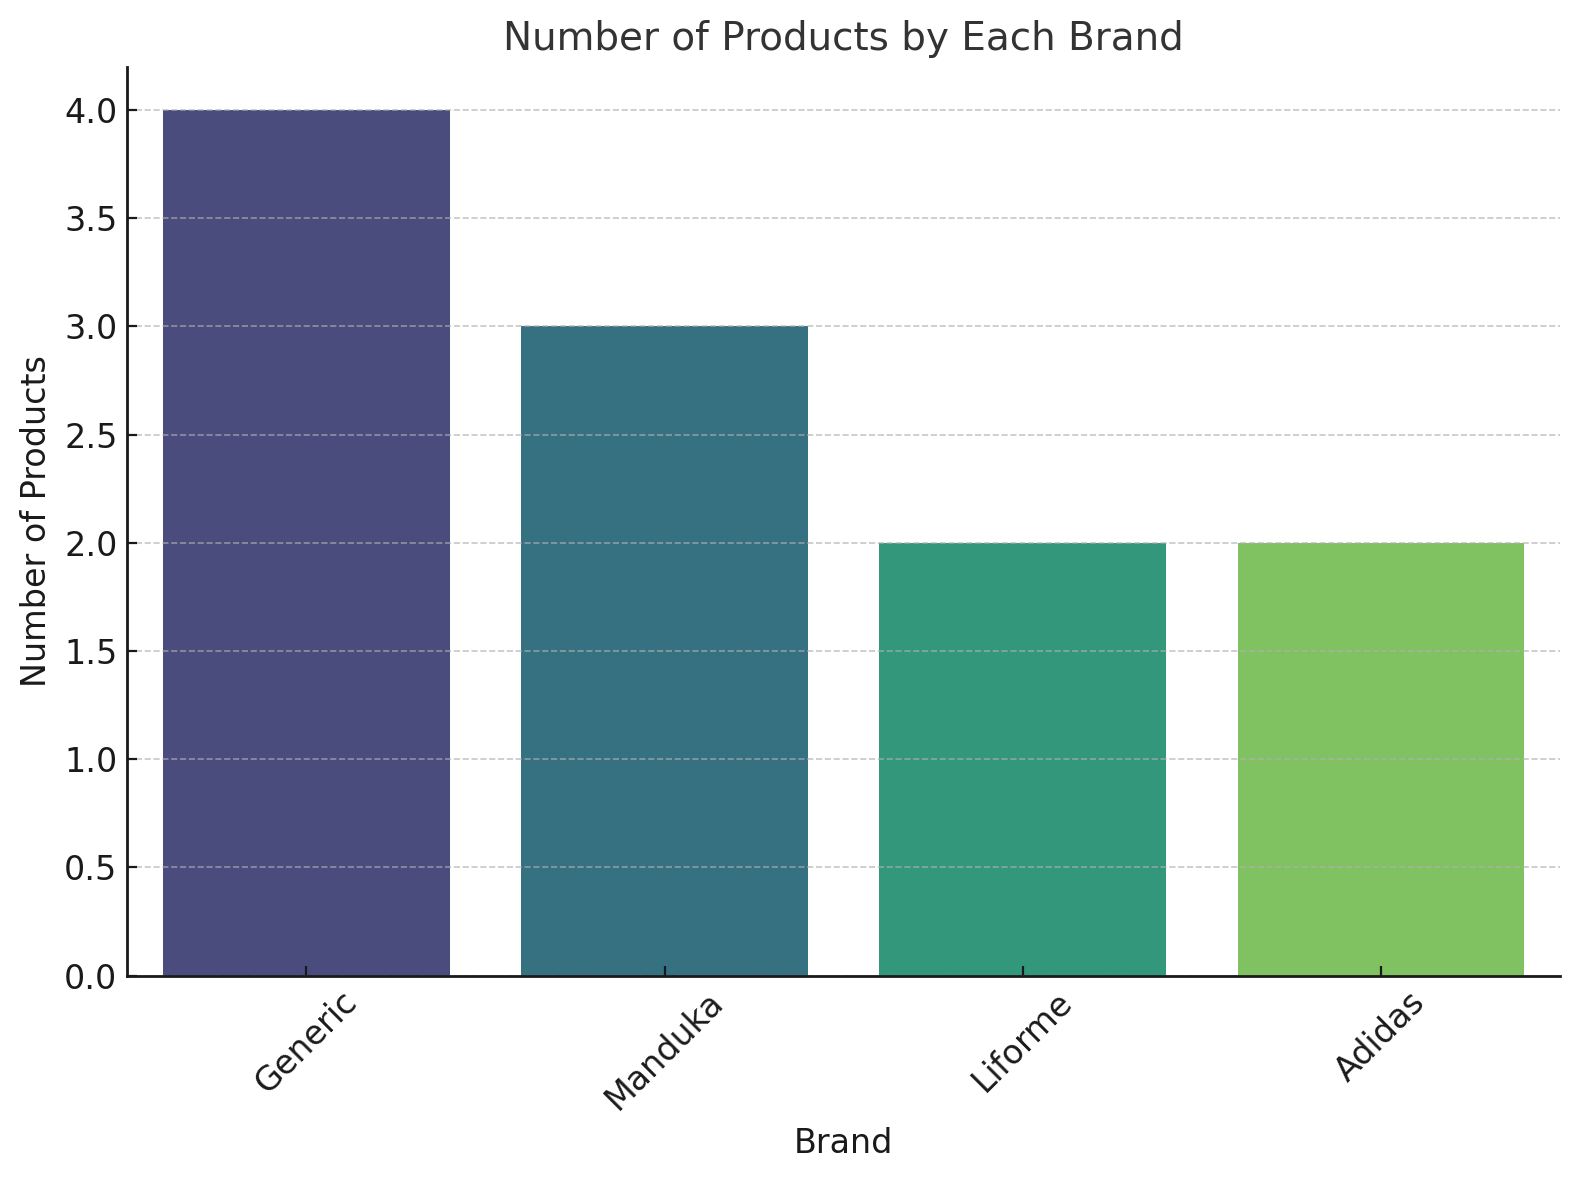 Number of Products by Each Brand
Number of Products
4.0
3.5
3.0
2.5
2.0
1.5
1.0
0.5
0.0
Generic
Manduka
Liforme
Adidas
Brand